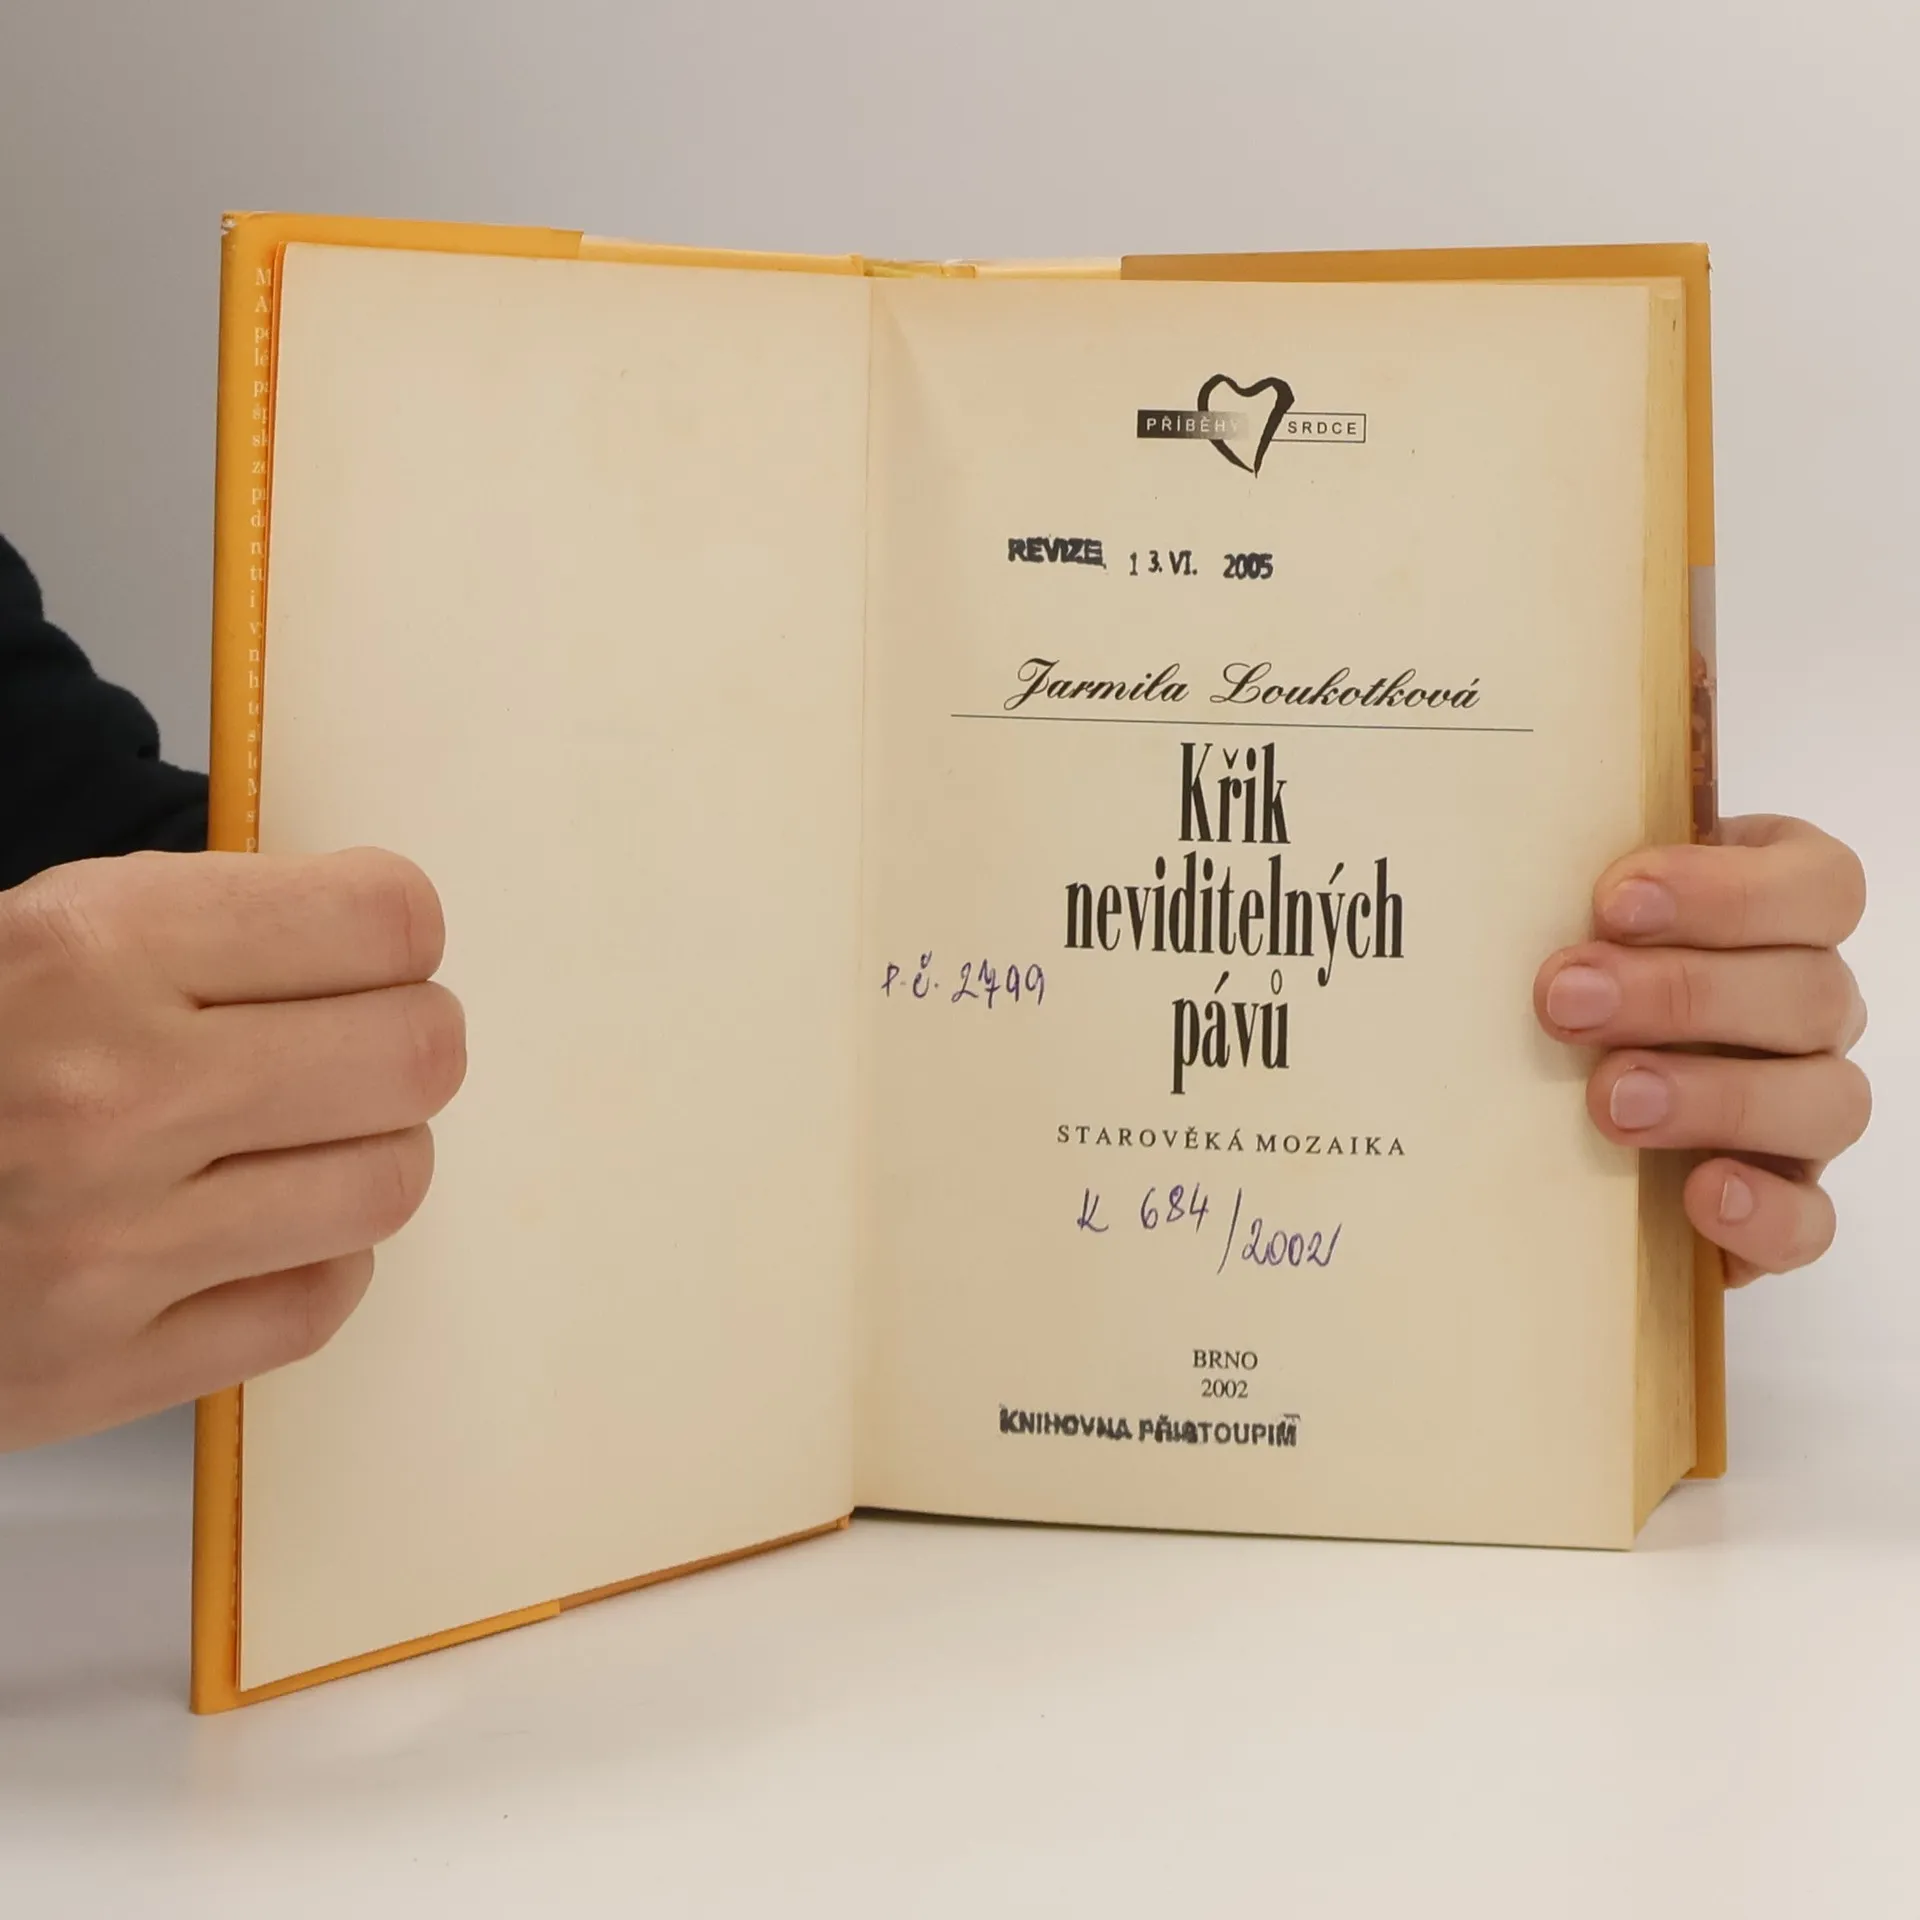 PŘÍBĚHY SRDCE
REVIZE 13. VI. 2005
Jarmila Loukotková
Křik
neviditelných
pávů
P.Č. 2799
STAROVĚKÁ MOZAIKA
K 684/2002
BRNO
2002
KNIHOVNA PŘISTOUPIM